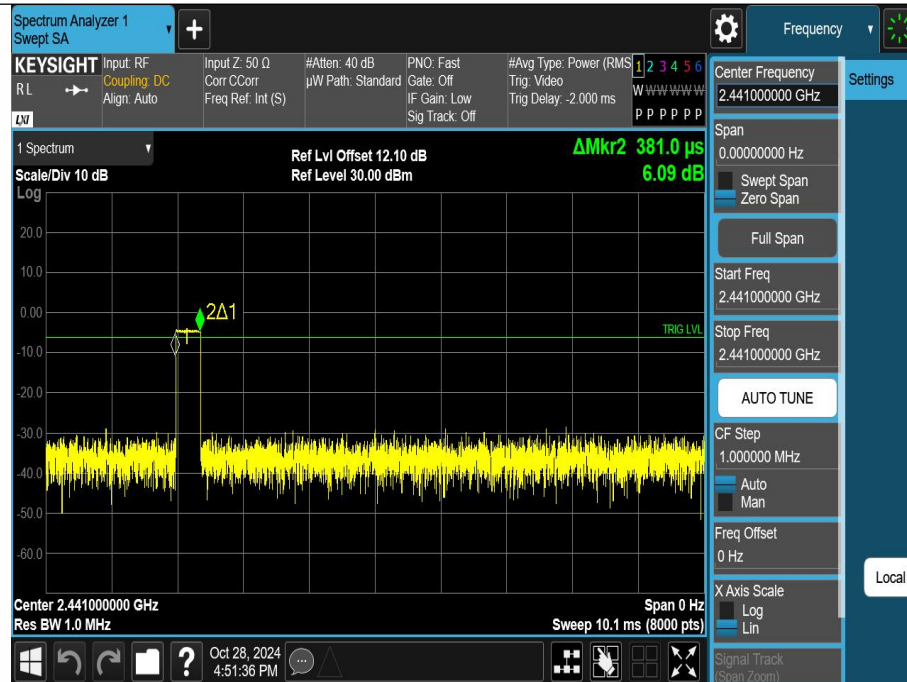 Spectrum Analyzer 1
Swept SA
+
Frequency
KEYSIGHT
RL
LXI
Input: RF
Coupling: DC
Align: Auto
Input Z: 50 Ω
Corr CCorr
Freq Ref: Int (S)
#Atten: 40 dB
µW Path: Standard
PNO: Fast
Gate: Off
IF Gain: Low
Sig Track: Off
#Avg Type: Power (RMS
Trig: Video
Trig Delay: -2.000 ms
1 2 3 4 5 6
W W W W W W
P P P P P P
1 Spectrum
Scale/Div 10 dB
Ref Lvl Offset 12.10 dB
Ref Level 30.00 dBm
ΔMkr2 381.0 µs
6.09 dB
Log
20.0
10.0
0.00
-10.0
-20.0
-30.0
-40.0
-50.0
-60.0
2Δ1
TRIG LVL
Center 2.441000000 GHz
Res BW 1.0 MHz
Span 0 Hz
Sweep 10.1 ms (8000 pts)
?
Oct 28, 2024
4:51:36 PM
Center Frequency
2.441000000 GHz
Span
0.00000000 Hz
Swept Span
Zero Span
Full Span
Start Freq
2.441000000 GHz
Stop Freq
2.441000000 GHz
AUTO TUNE
CF Step
1.000000 MHz
Auto
Man
Freq Offset
0 Hz
X Axis Scale
Log
Lin
Signal Track
(Span Zoom)
Settings
Local